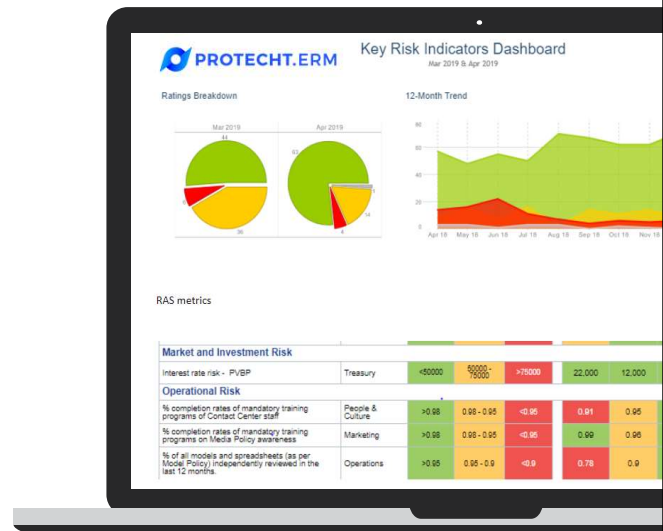 PROTECHT.ERM
Key Risk Indicators Dashboard
Mar 2019 & Apr 2019
Ratings Breakdown
12-Month Trend
Mar 2019
Apr 2019
44
36
63
14
4
80
60
40
20
0
Apr 18 May 18 Jun 18 Jul 18 Aug 18 Sep 18 Oct 18 Nov 18
RAS metrics
Market and Investment Risk
Interest rate risk - PVBP Treasury <50000 50000 - 75000 >75000 22,000 12,000
Operational Risk
% completion rates of mandatory training programs of Contact Center staff People & Culture >0.98 0.98 - 0.95 <0.95 0.91 0.95
% completion rates of mandatory training programs on Media Policy awareness Marketing >0.98 0.98 - 0.95 <0.95 0.99 0.96
% of all models and spreadsheets (as per Model Policy) independently reviewed in the last 12 months. Operations >0.95 0.95 - 0.9 <0.9 0.78 0.9